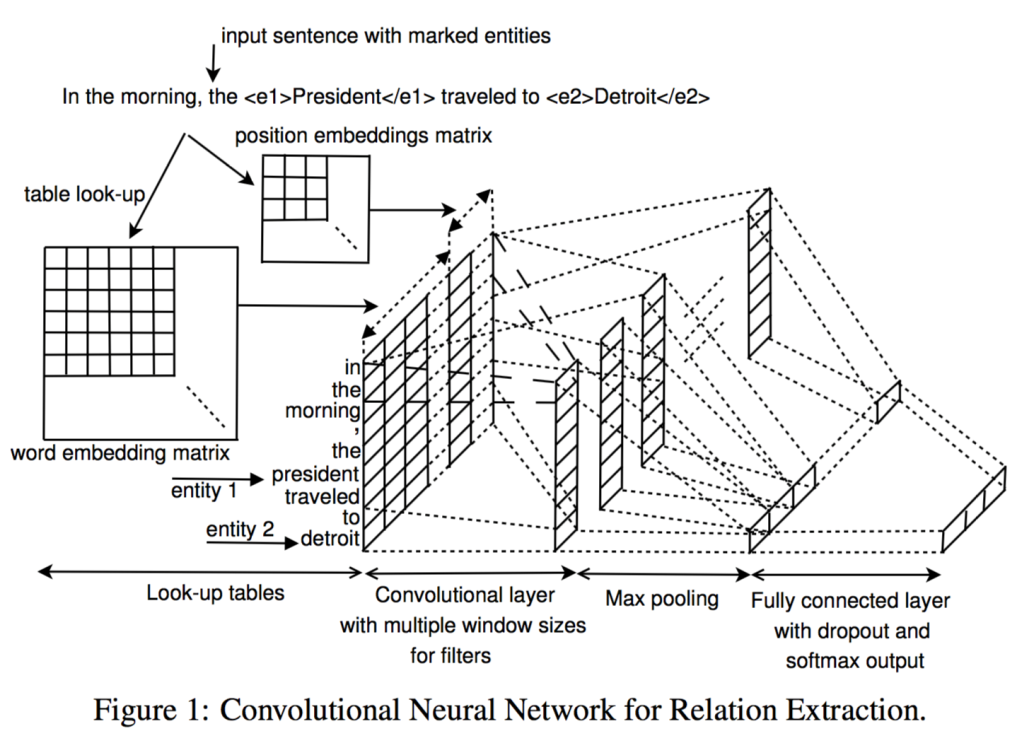 input sentence with marked entities
In the morning, the <e1>President</e1> traveled to <e2>Detroit</e2>
position embeddings matrix
table look-up
in
the
morning
,
the
president
traveled
to
detroit
word embedding matrix
entity 1
entity 2
Look-up tables
Convolutional layer
with multiple window sizes
for filters
Max pooling
Fully connected layer
with dropout and
softmax output
Figure 1: Convolutional Neural Network for Relation Extraction.